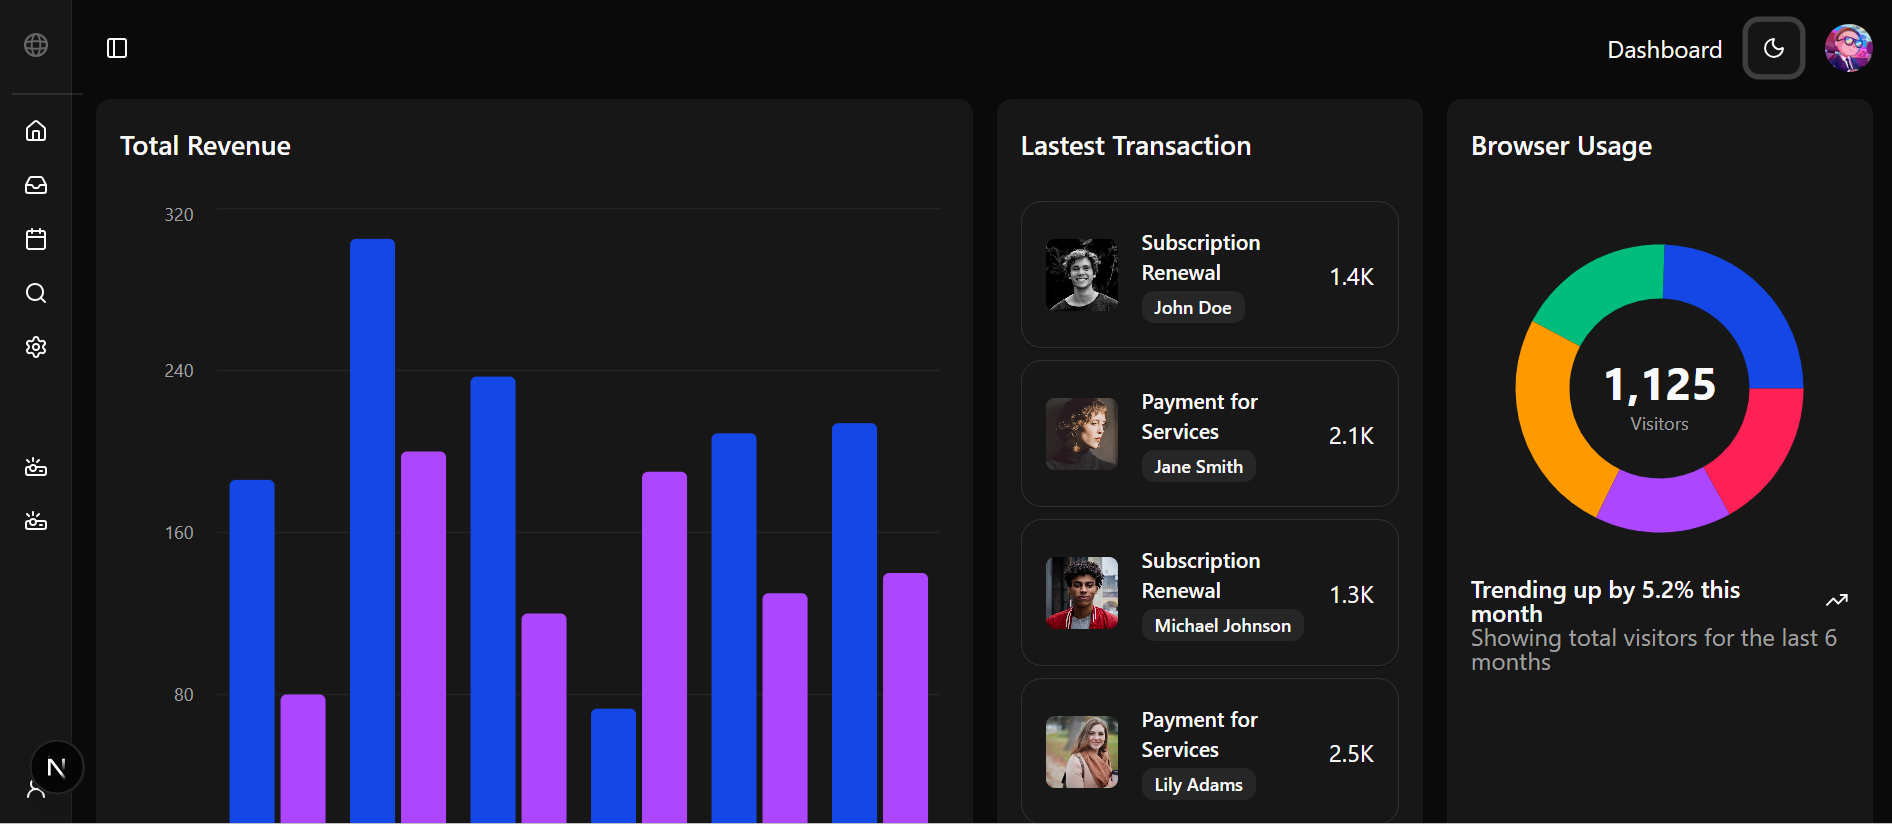 Dashboard
Total Revenue
320
240
160
80
Lastest Transaction
Subscription
Renewal
John Doe
1.4K
Payment for
Services
Jane Smith
2.1K
Subscription
Renewal
Michael Johnson
1.3K
Payment for
Services
Lily Adams
2.5K
Browser Usage
1,125
Visitors
Trending up by 5.2% this
month
Showing total visitors for the last 6
months
N